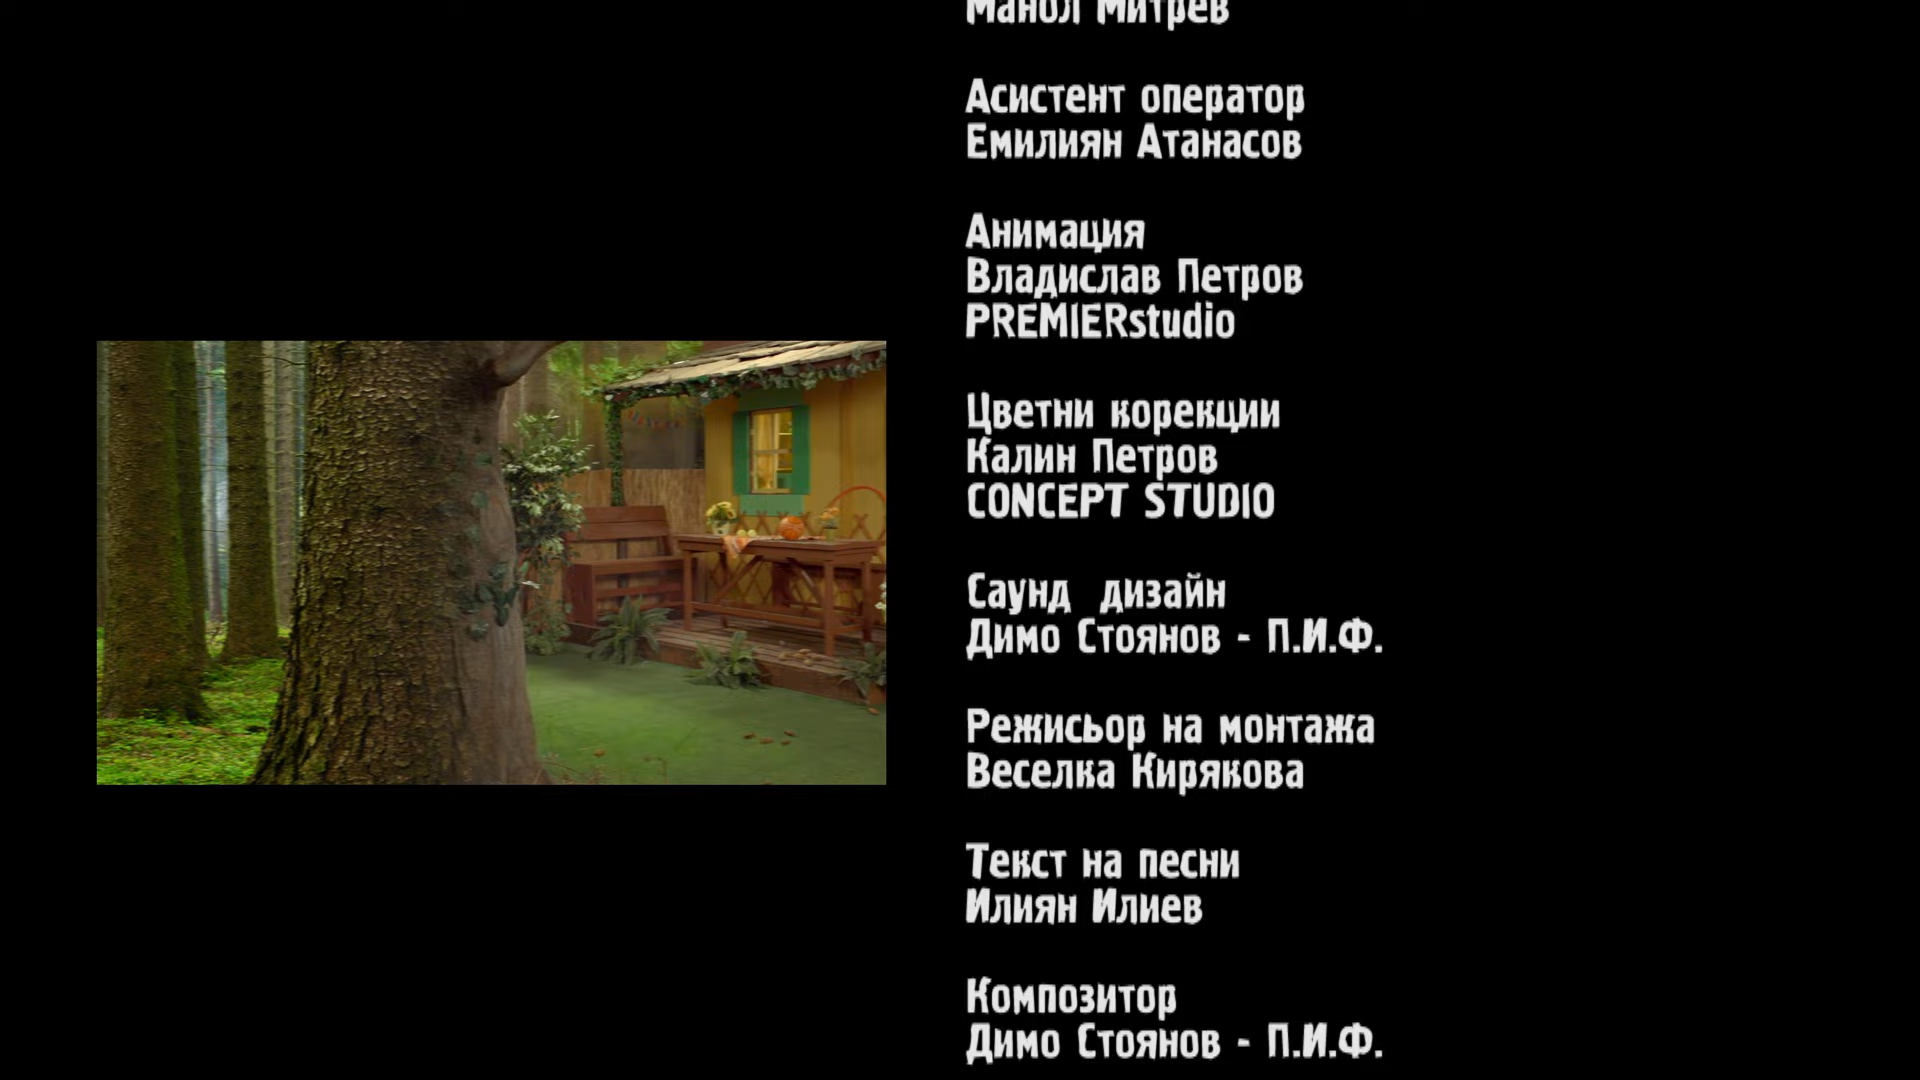 Манол Митрев
Асистент оператор
Емилиян Атанасов
Анимация
Владислав Петров
PREMIERstudio
Цветни корекции
Калин Петров
CONCEPT STUDIO
Саунд дизайн
Димо Стоянов - П.И.Ф.
Режисьор на монтажа
Веселка Кирякова
Текст на песни
Илиян Илиев
Композитор
Димо Стоянов - П.И.Ф.